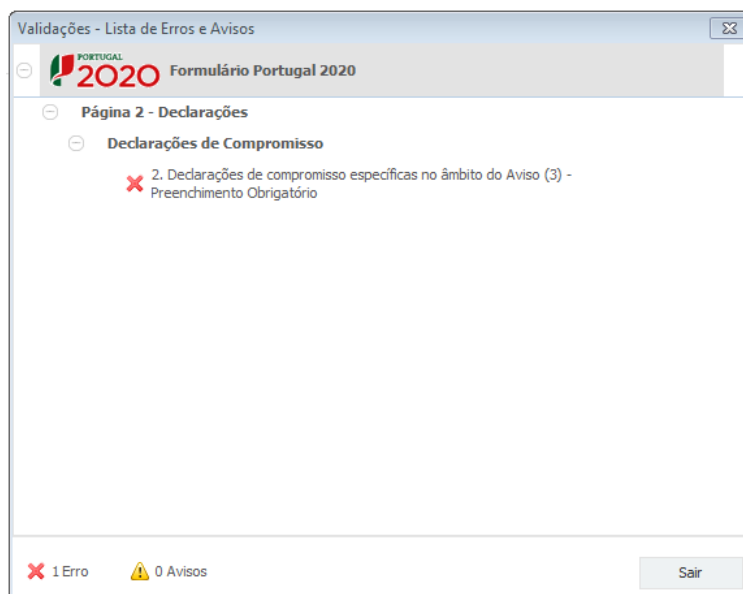 Validações - Lista de Erros e Avisos
PORTUGAL
2020 Formulário Portugal 2020
Página 2 - Declarações
Declarações de Compromisso
2. Declarações de compromisso específicas no âmbito do Aviso (3) -
Preenchimento Obrigatório
1 Erro 0 Avisos Sair